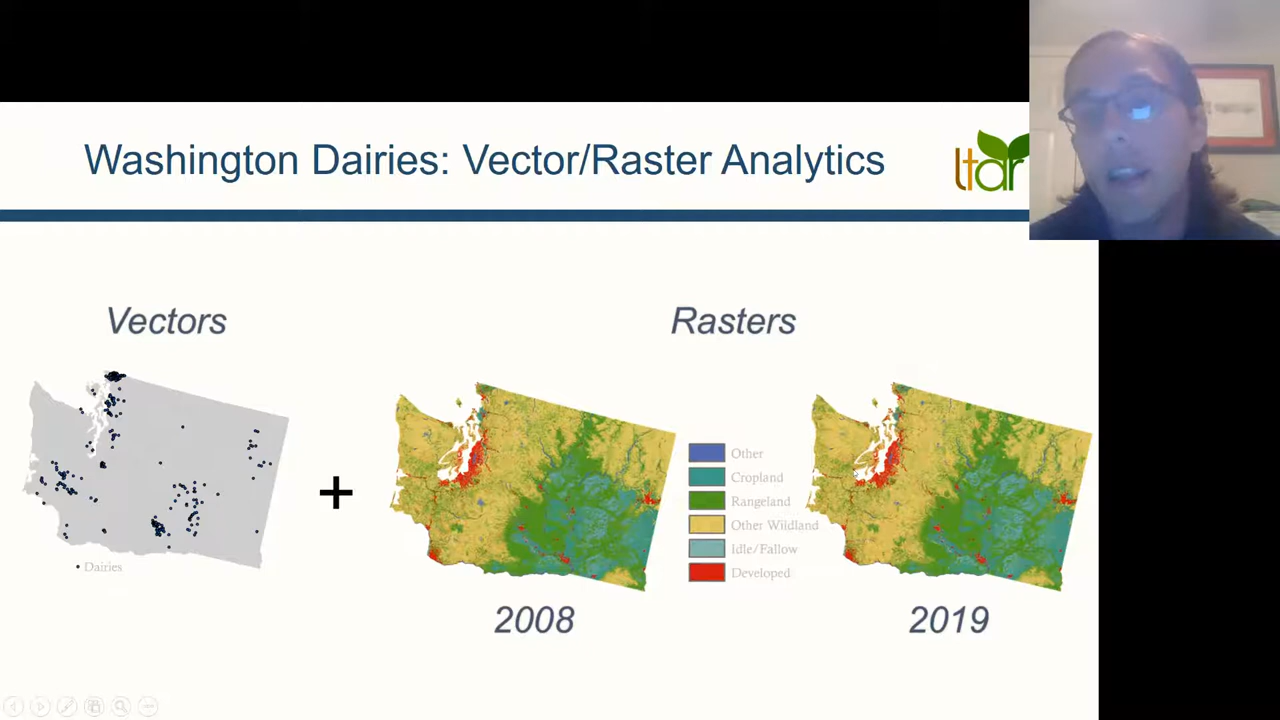 Washington Dairies: Vector/Raster Analytics
ltar
Vectors
Rasters
Dairies
+
Other
Cropland
Rangeland
Other Wildland
Idle/Fallow
Developed
2008
2019